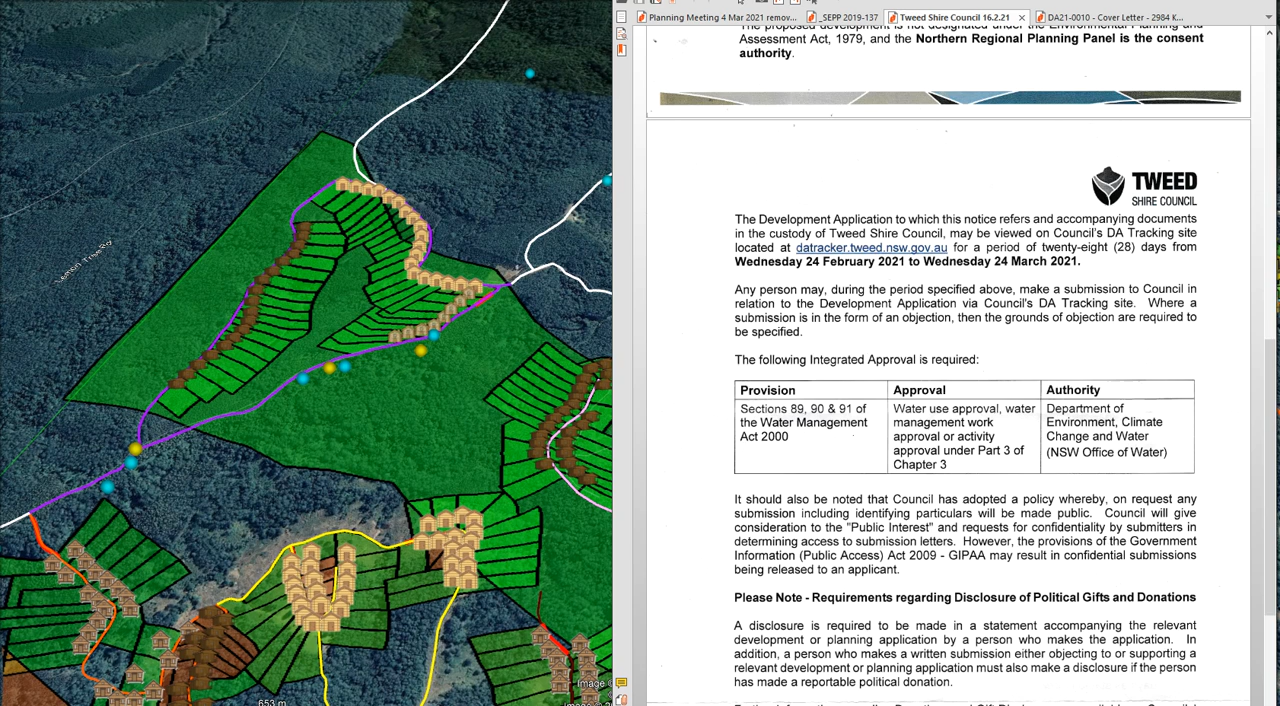 Planning Meeting 4 Mar 2021 remov...
_SEPP 2019-137
Tweed Shire Council 16.2.21
DA21-0010 - Cover Letter - 2984 K...
Assessment Act, 1979, and the Northern Regional Planning Panel is the consent
authority.
TWEED
SHIRE COUNCIL
The Development Application to which this notice refers and accompanying documents
in the custody of Tweed Shire Council, may be viewed on Council's DA Tracking site
located at datracker.tweed.nsw.gov.au for a period of twenty-eight (28) days from
Wednesday 24 February 2021 to Wednesday 24 March 2021.
Any person may, during the period specified above, make a submission to Council in
relation to the Development Application via Council's DA Tracking site. Where a
submission is in the form of an objection, then the grounds of objection are required to
be specified.
The following Integrated Approval is required:
Provision Approval Authority
Sections 89, 90 & 91 of
the Water Management
Act 2000
Water use approval, water
management work
approval or activity
approval under Part 3 of
Chapter 3
Department of
Environment, Climate
Change and Water
(NSW Office of Water)
It should also be noted that Council has adopted a policy whereby, on request any
submission including identifying particulars will be made public. Council will give
consideration to the "Public Interest" and requests for confidentiality by submitters in
determining access to submission letters. However, the provisions of the Government
Information (Public Access) Act 2009 - GIPAA may result in confidential submissions
being released to an applicant.
Please Note - Requirements regarding Disclosure of Political Gifts and Donations
A disclosure is required to be made in a statement accompanying the relevant
development or planning application by a person who makes the application. In
addition, a person who makes a written submission either objecting to or supporting a
relevant development or planning application must also make a disclosure if the person
has made a reportable political donation.
Image ©
653 m